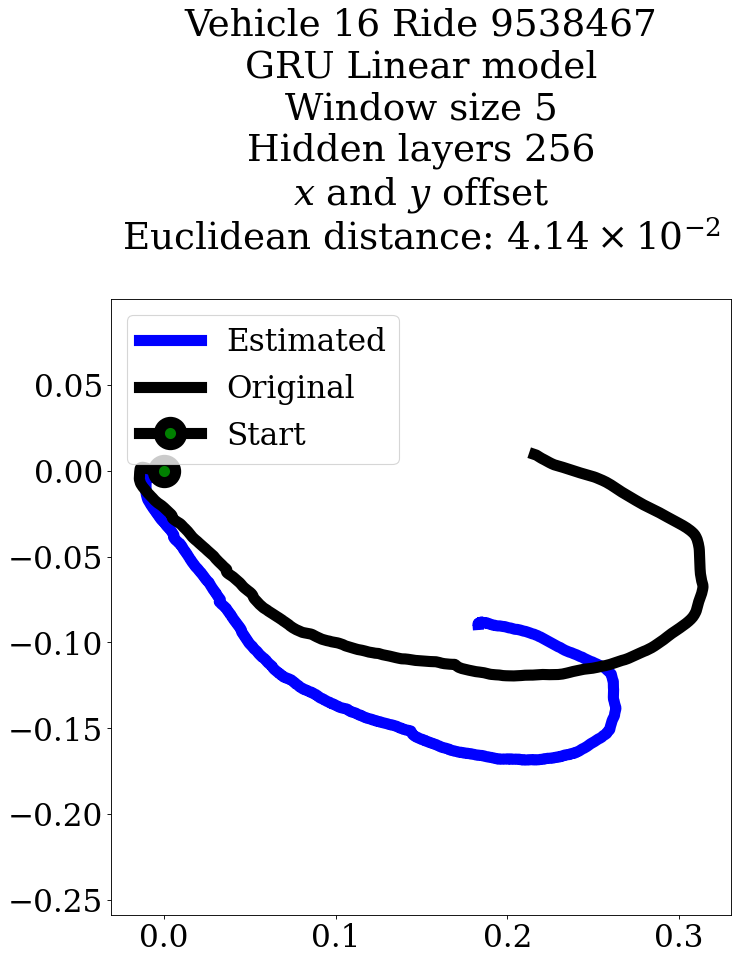 Vehicle 16 Ride 9538467
GRU Linear model
Window size 5
Hidden layers 256
x and y offset
Euclidean distance: 4.14 × 10⁻²
Estimated
Original
Start
0.05
0.00
−0.05
−0.10
−0.15
−0.20
−0.25
0.0 0.1 0.2 0.3